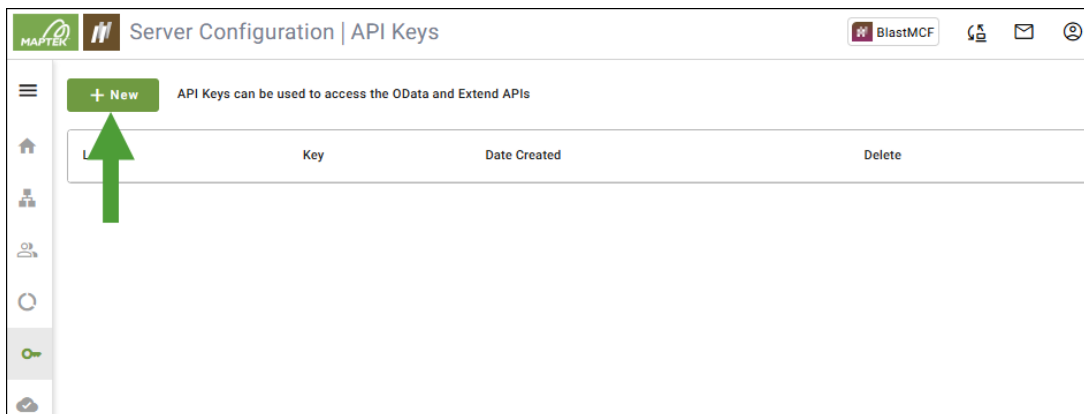 MAPTEK
Server Configuration | API Keys
BlastMCF
+ New
API Keys can be used to access the OData and Extend APIs
Key
Date Created
Delete